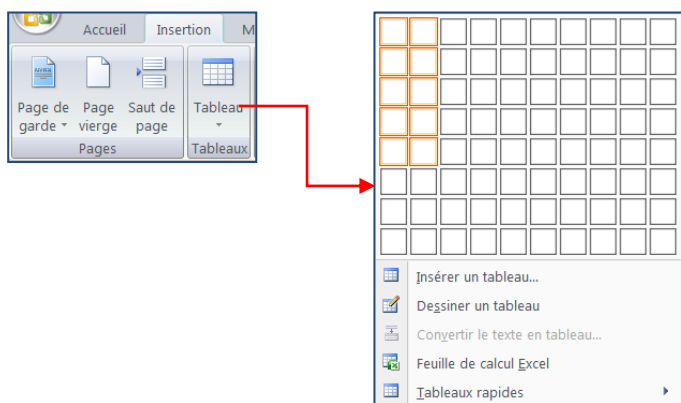 Accueil Insertion M
Page de garde
Page vierge
Saut de page
Tableau
Pages
Tableaux
Insérer un tableau...
Dessiner un tableau
Convertir le texte en tableau...
Feuille de calcul Excel
Tableaux rapides